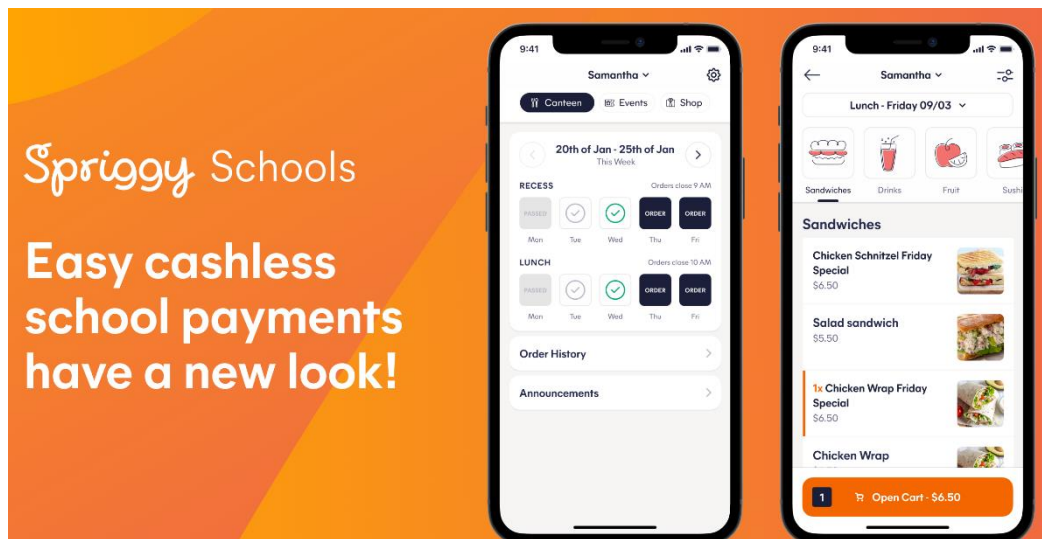 Spriggy Schools
Easy cashless
school payments
have a new look!
9:41
Samantha
Canteen Events Shop
20th of Jan - 25th of Jan
This Week
RECESS Orders close 9 AM
PASSED ORDER ORDER
Mon Tue Wed Thu Fri
LUNCH Orders close 10 AM
PASSED ORDER ORDER
Mon Tue Wed Thu Fri
Order History
Announcements
9:41
Samantha
Lunch - Friday 09/03
Sandwiches Drinks Fruit Sushi
Sandwiches
Chicken Schnitzel Friday
Special
$6.50
Salad sandwich
$5.50
1x Chicken Wrap Friday
Special
$6.50
Chicken Wrap
1 Open Cart - $6.50